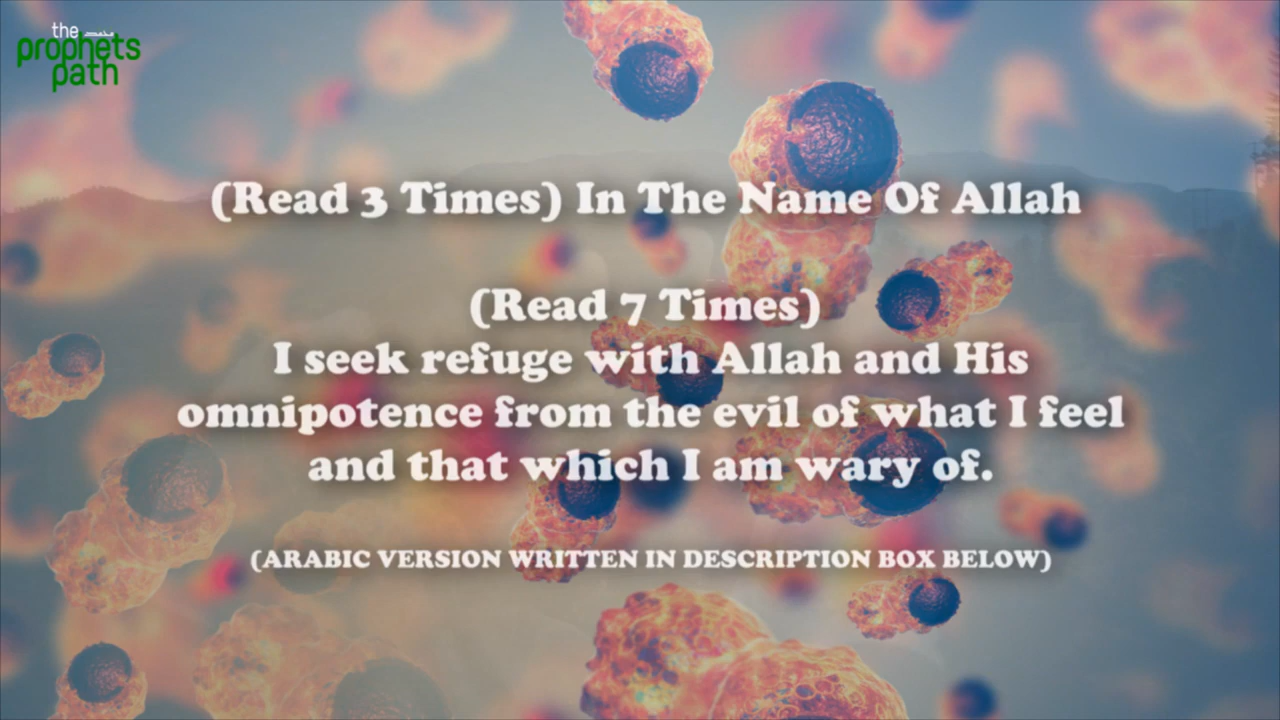 the
prophets
path
(Read 3 Times) In The Name Of Allah
(Read 7 Times)
I seek refuge with Allah and His
omnipotence from the evil of what I feel
and that which I am wary of.
(ARABIC VERSION WRITTEN IN DESCRIPTION BOX BELOW)